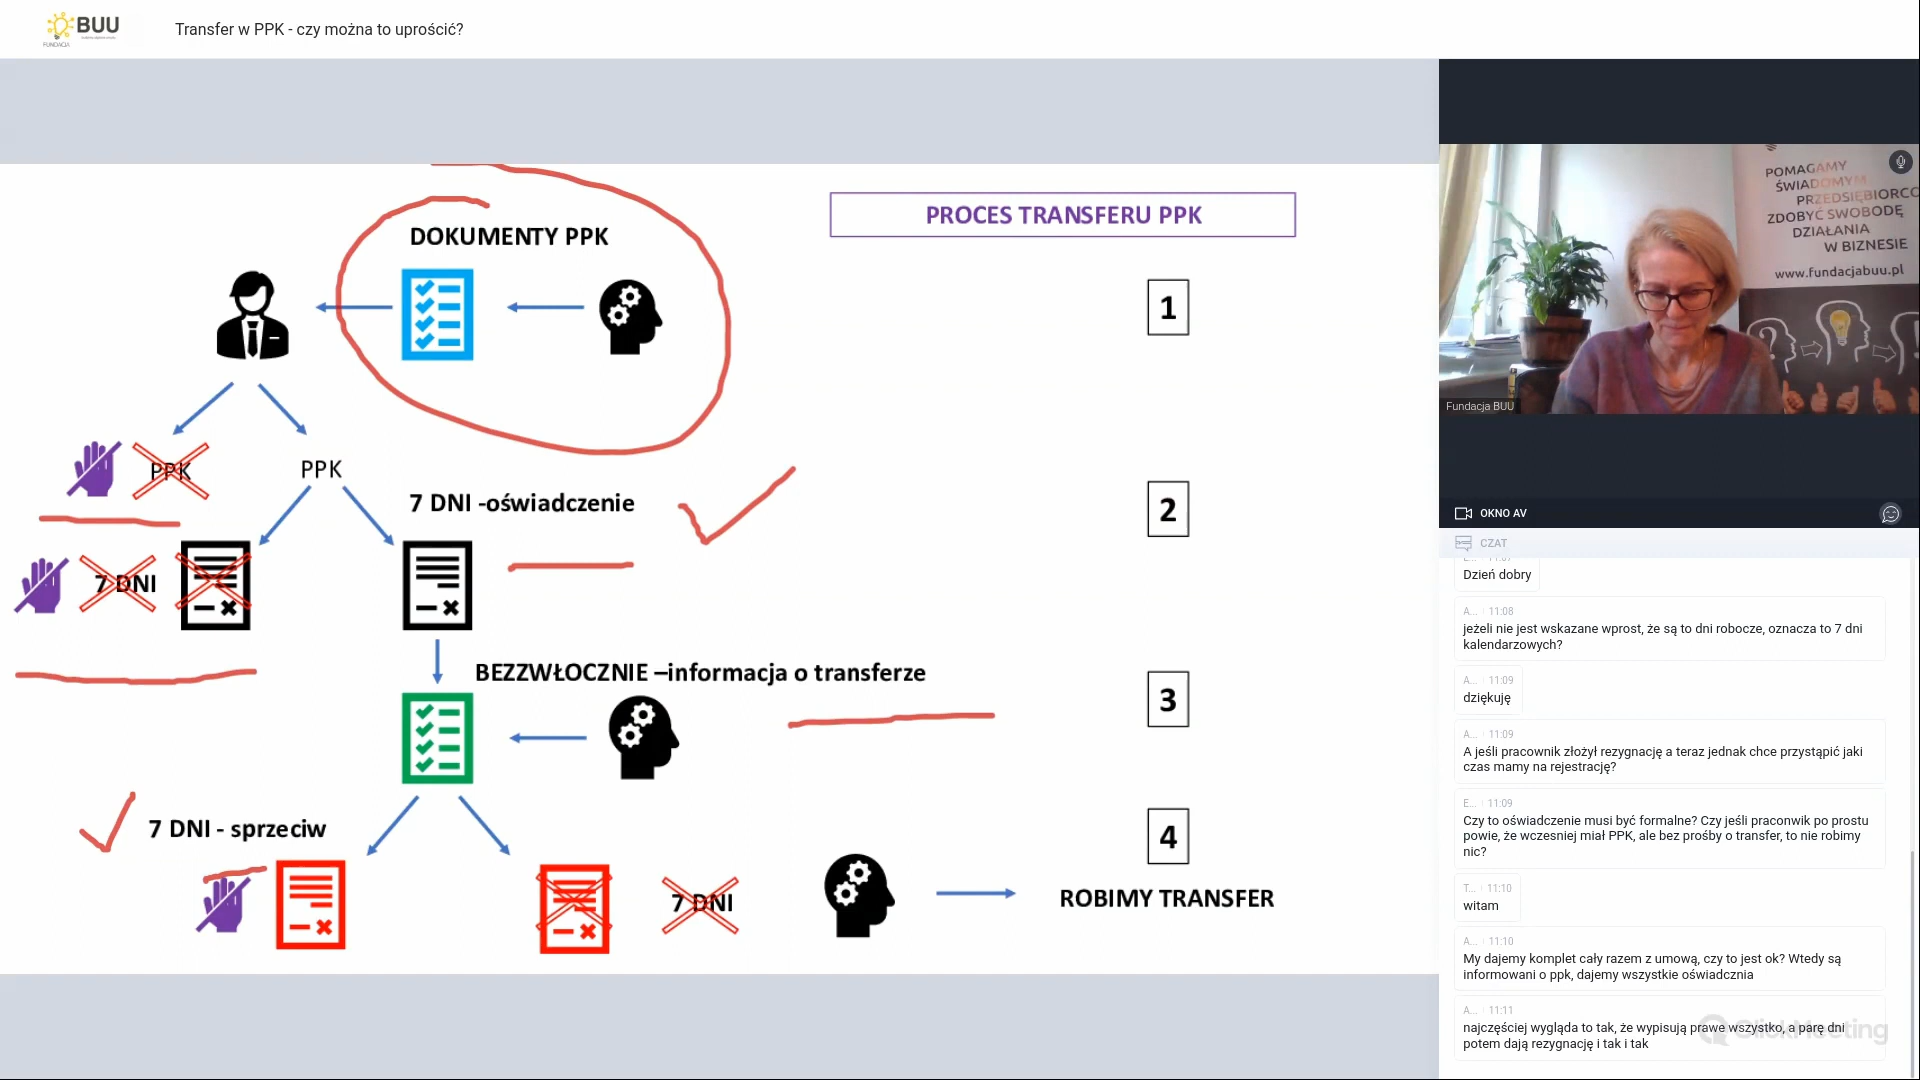 BUU
FUNDACJA
Transfer w PPK - czy można to uprościć?
DOKUMENTY PPK
PROCES TRANSFERU PPK
1
PPK
PPK
7 DNI -oświadczenie
2
7 DNI
BEZZWŁOCZNIE –informacja o transferze
3
7 DNI - sprzeciw
4
7 DNI
ROBIMY TRANSFER
POMAGAMY
ŚWIADOMYM
PRZEDSIĘBIORCO
ZDOBYĆ SWOBODĘ
DZIAŁANIA
W BIZNESIE
www.fundacjabuu.pl
Fundacja BUU
OKNO AV
CZAT
Dzień dobry
A... 11:08
jeżeli nie jest wskazane wprost, że są to dni robocze, oznacza to 7 dni
kalendarzowych?
A... 11:09
dziękuję
A... 11:09
A jeśli pracownik złożył rezygnację a teraz jednak chce przystąpić jaki
czas mamy na rejestrację?
E... 11:09
Czy to oświadczenie musi być formalne? Czy jeśli praconwik po prostu
powie, że wczesniej miał PPK, ale bez prośby o transfer, to nie robimy
nic?
T... 11:10
witam
A... 11:10
My dajemy komplet cały razem z umową, czy to jest ok? Wtedy są
informowani o ppk, dajemy wszystkie oświadcznia
A... 11:11
najczęściej wygląda to tak, że wypisują prawe wszystko, a parę dni
potem dają rezygnację i tak i tak
ClickMeeting